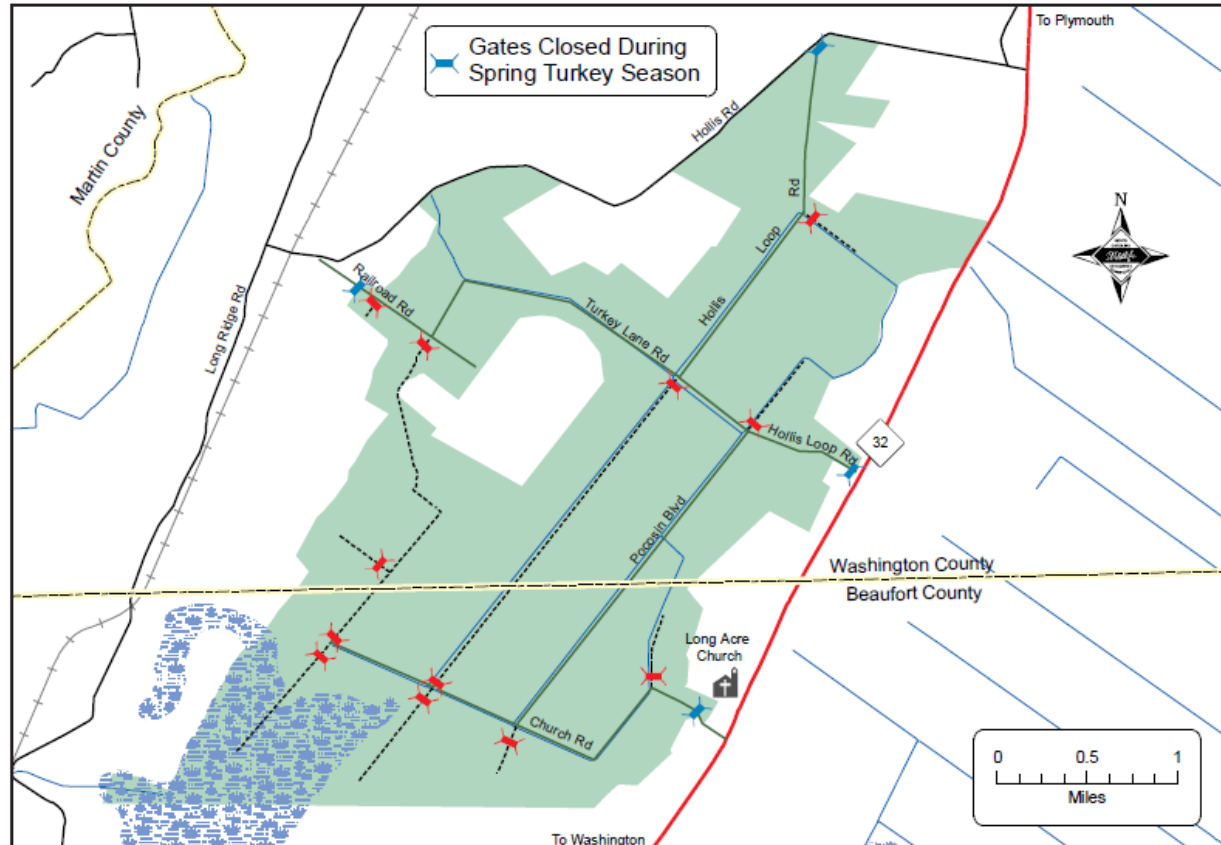 To Plymouth
Gates Closed During
Spring Turkey Season
Martin County
Hollis Rd
N
Rd
Loop
Hollis
Railroad Rd
Long Ridge Rd
Turkey Lane Rd
Hollis Loop Rd
32
Pocosin Blvd
Washington County
Beaufort County
Long Acre
Church
Church Rd
0 0.5 1
Miles
To Washington